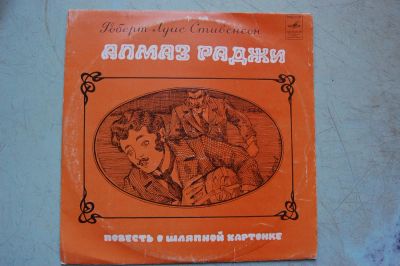 Роберт Луис Стивенсон
АЛМАЗ РАДЖИ
ПОВЕСТЬ О ШЛЯПНОЙ КАРТОНКЕ